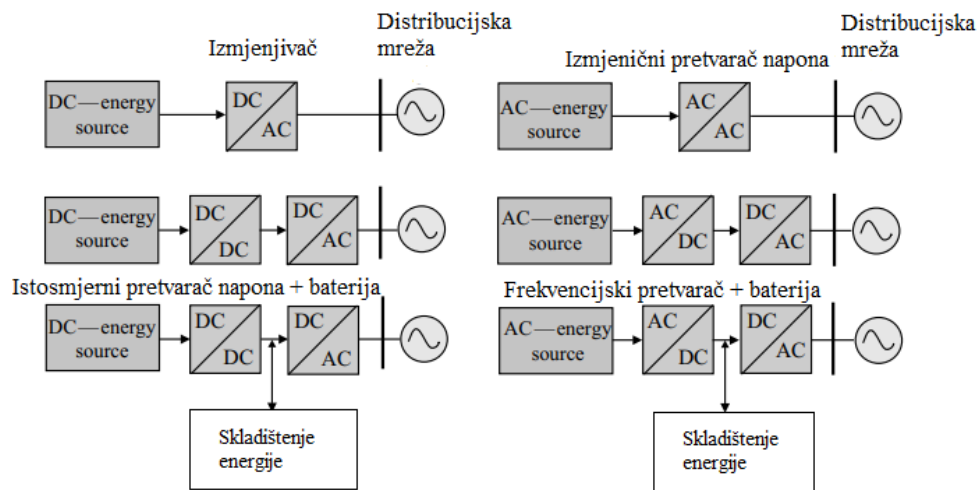 Izmjenjivač
Distribucijska
mreža
DC—energy
source
DC
AC
DC—energy
source
DC
DC
DC
AC
Istosmjerni pretvarač napona + baterija
DC—energy
source
DC
DC
DC
AC
Skladištenje
energije
Izmjenični pretvarač napona
Distribucijska
mreža
AC—energy
source
AC
AC
AC—energy
source
AC
DC
DC
AC
Frekvencijski pretvarač + baterija
AC—energy
source
AC
DC
DC
AC
Skladištenje
energije